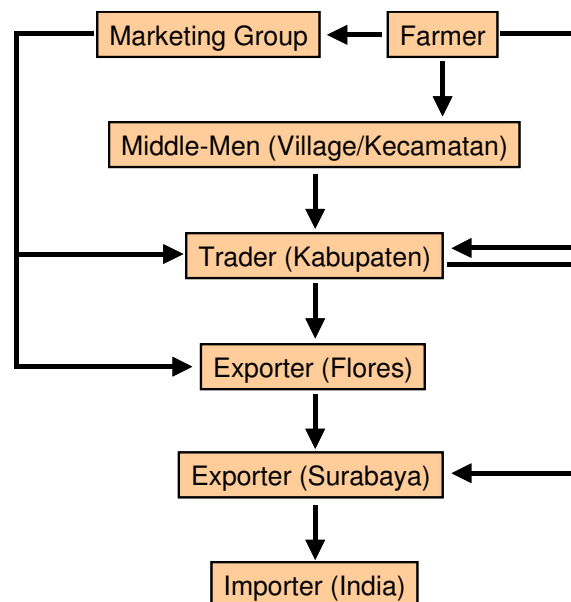 Marketing Group
Farmer
Middle-Men (Village/Kecamatan)
Trader (Kabupaten)
Exporter (Flores)
Exporter (Surabaya)
Importer (India)